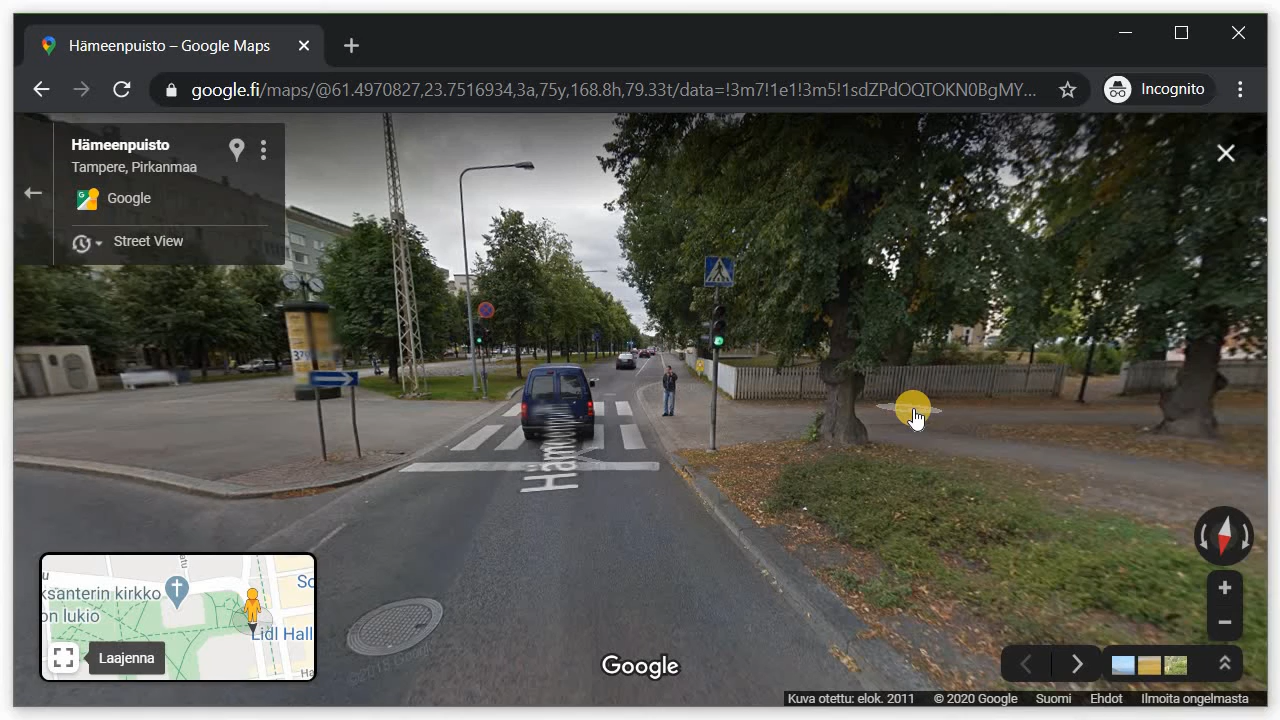 Hämeenpuisto – Google Maps
google.fi/maps/@61.4970827,23.7516934,3a,75y,168.8h,79.33t/data=!3m7!1e1!3m5!1sdZPdOQTOKN0BgMY...
Incognito
Hämeenpuisto
Tampere, Pirkanmaa
Google
Street View
ksanterin kirkko
on lukio
Lidl Hall
Laajenna
Google
Kuva otettu: elok. 2011 © 2020 Google Suomi Ehdot Ilmoita ongelmasta